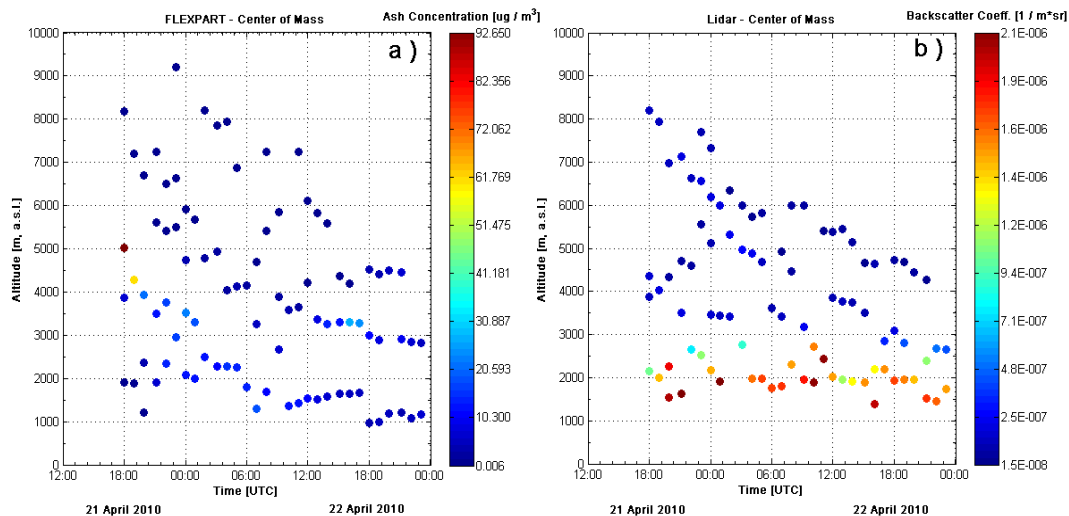 FLEXPART - Center of Mass
Ash Concentration [ug / m³]
a )
10000
9000
8000
7000
6000
5000
4000
3000
2000
1000
0
Altitude [m, a.s.l.]
12:00 18:00 00:00 06:00 12:00 18:00 00:00
Time [UTC]
21 April 2010 22 April 2010
92.650
82.356
72.062
61.769
51.475
41.181
30.887
20.593
10.300
0.006
Lidar - Center of Mass
Backscatter Coeff. [1 / m*sr]
b )
10000
9000
8000
7000
6000
5000
4000
3000
2000
1000
0
Altitude [m, a.s.l.]
12:00 18:00 00:00 06:00 12:00 18:00 00:00
Time [UTC]
21 April 2010 22 April 2010
2.1E-006
1.9E-006
1.6E-006
1.4E-006
1.2E-006
9.4E-007
7.1E-007
4.8E-007
2.5E-007
1.5E-008